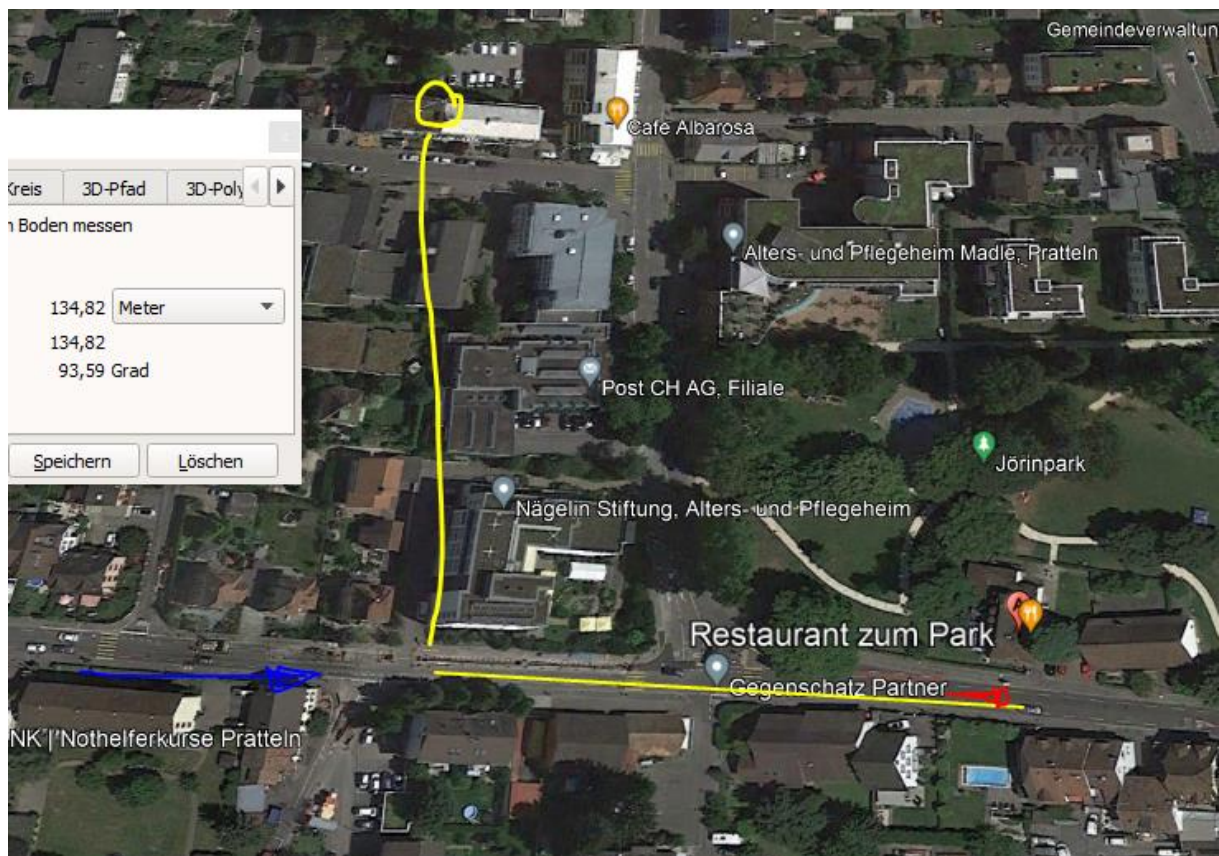 Gemeindeverwaltun
Cafe Albarosa
Kreis
3D-Pfad
3D-Poly
n Boden messen
Alters- und Pflegeheim Madle, Pratteln
134,82 Meter
134,82
93,59 Grad
Post CH AG, Filiale
Speichern
Löschen
Jörinpark
Nägelin Stiftung, Alters- und Pflegeheim
Restaurant zum Park
Gegenschatz Partner
NK | Nothelferkurse Pratteln